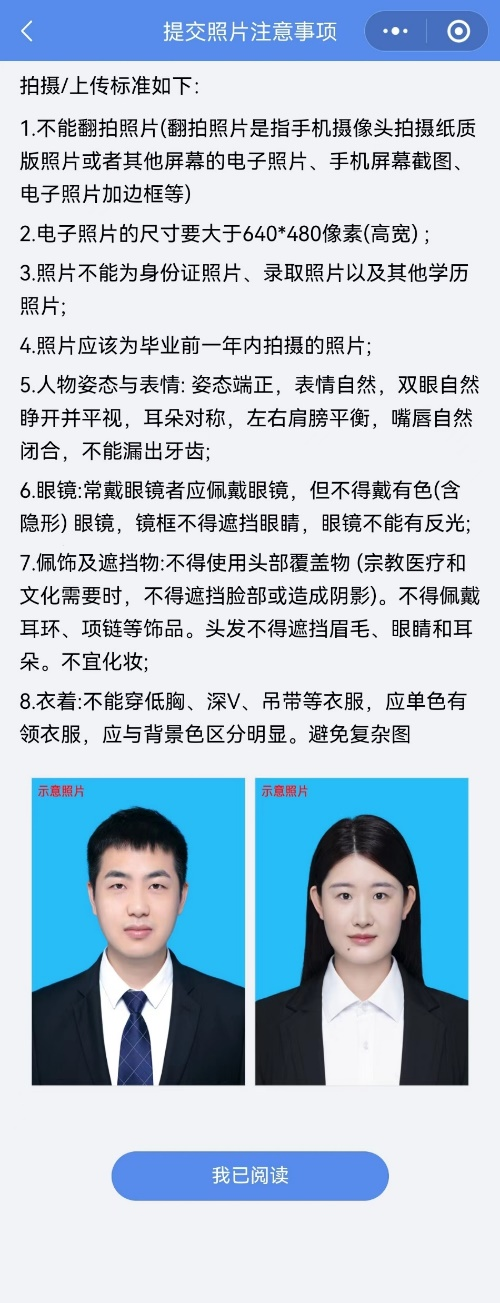 提交照片注意事项
拍摄/上传标准如下:
1.不能翻拍照片(翻拍照片是指手机摄像头拍摄纸质
版照片或者其他屏幕的电子照片、手机屏幕截图、
电子照片加边框等)
2.电子照片的尺寸要大于640*480像素(高宽) ;
3.照片不能为身份证照片、录取照片以及其他学历
照片;
4.照片应该为毕业前一年内拍摄的照片;
5.人物姿态与表情: 姿态端正，表情自然，双眼自然
睁开并平视，耳朵对称，左右肩膀平衡，嘴唇自然
闭合，不能漏出牙齿;
6.眼镜:常戴眼镜者应佩戴眼镜，但不得戴有色(含
隐形) 眼镜，镜框不得遮挡眼睛，眼镜不能有反光;
7.佩饰及遮挡物:不得使用头部覆盖物 (宗教医疗和
文化需要时，不得遮挡脸部或造成阴影)。不得佩戴
耳环、项链等饰品。头发不得遮挡眉毛、眼睛和耳
朵。不宜化妆;
8.衣着:不能穿低胸、深V、吊带等衣服，应单色有
领衣服，应与背景色区分明显。避免复杂图
示意照片
示意照片
我已阅读